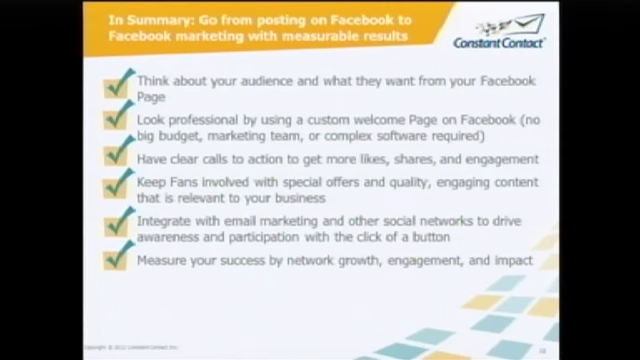 In Summary: Go from posting on Facebook to
Facebook marketing with measurable results
Constant Contact
Think about your audience and what they want from your Facebook
Page
Look professional by using a custom welcome Page on Facebook (no
big budget, marketing team, or complex software required)
Have clear calls to action to get more likes, shares, and engagement
Keep Fans involved with special offers and quality, engaging content
that is relevant to your business
Integrate with email marketing and other social networks to drive
awareness and participation with the click of a button
Measure your success by network growth, engagement, and impact
Copyright © 2012 Constant Contact Inc.